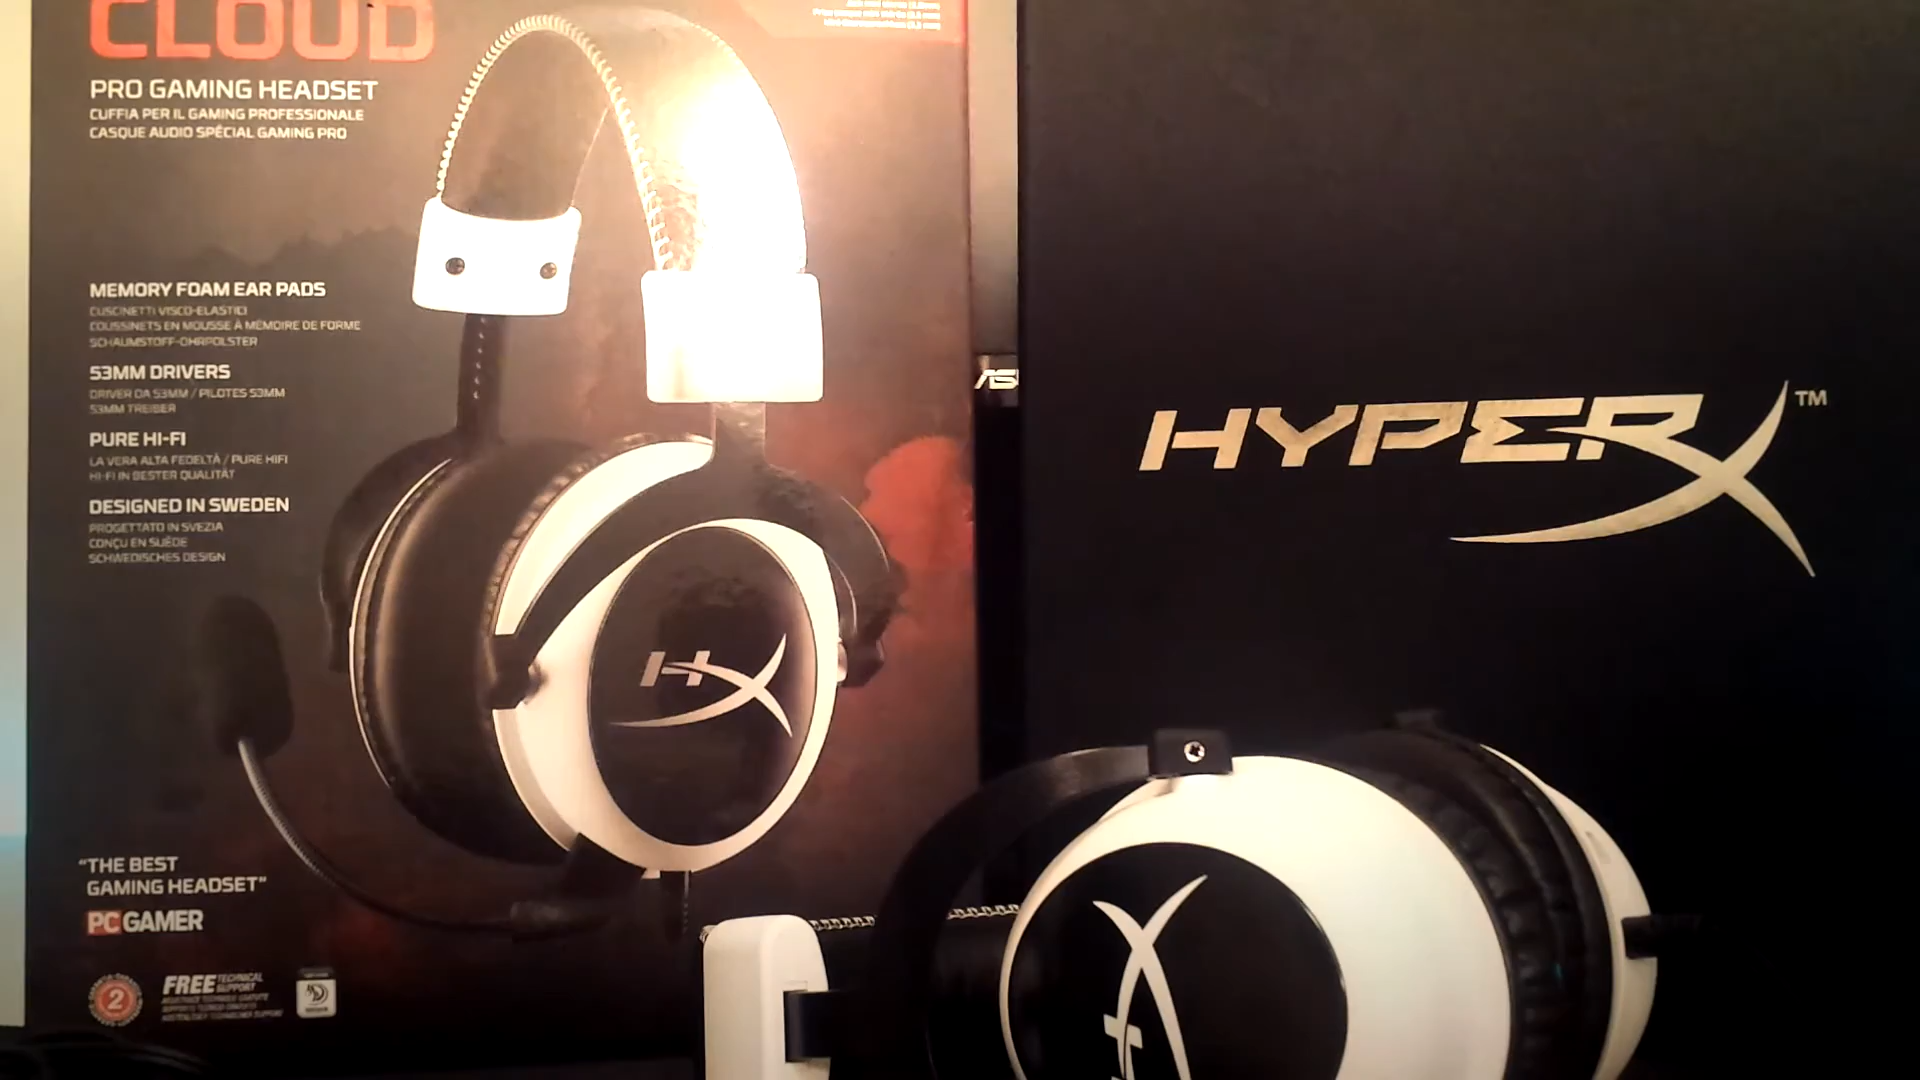 CLOUD
PRO GAMING HEADSET
CUFFIA PER IL GAMING PROFESSIONALE
CASQUE AUDIO SPÉCIAL GAMING PRO
MEMORY FOAM EAR PADS
CUSCINETTI VISCO-ELASTICI
COUSSINETS EN MOUSSE À MÉMOIRE DE FORME
SCHAUMSTOFF-OHRPOLSTER
53MM DRIVERS
DRIVER DA 53MM / PILOTES 53MM
53MM TREIBER
PURE HI-FI
LA VERA ALTA FEDELTÀ / PURE HIFI
HI-FI IN BESTER QUALITÄT
DESIGNED IN SWEDEN
PROGETTATO IN SVEZIA
CONÇU EN SUÈDE
SCHWEDISCHES DESIGN
HX
"THE BEST
GAMING HEADSET"
PC GAMER
2
FREE TECHNICAL
SUPPORT
HYPERX™
HX